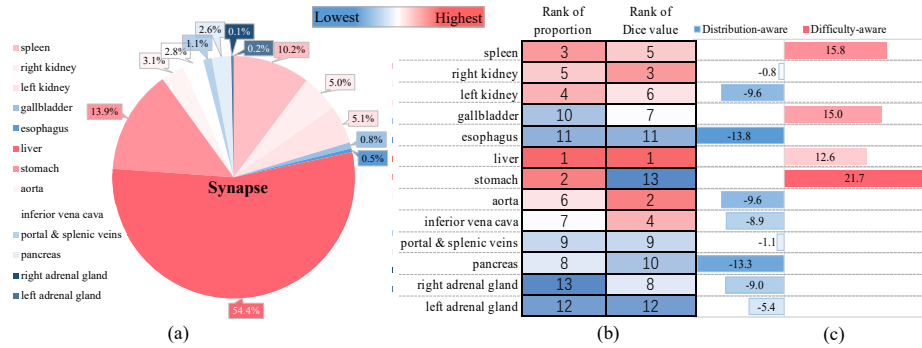 Lowest
Highest
spleen
right kidney
left kidney
gallbladder
esophagus
liver
stomach
aorta
inferior vena cava
portal & splenic veins
pancreas
right adrenal gland
left adrenal gland
3.1%
2.8%
1.1%
2.6%
0.1%
0.2%
10.2%
5.0%
5.1%
0.8%
0.5%
13.9%
54.4%
Synapse
(a)
Rank of proportion
Rank of Dice value
Distribution-aware
Difficulty-aware
spleen 3 5 15.8
right kidney 5 3 -0.8
left kidney 4 6 -9.6
gallbladder 10 7 15.0
esophagus 11 11 -13.8
liver 1 1 12.6
stomach 2 13 21.7
aorta 6 2 -9.6
inferior vena cava 7 4 -8.9
portal & splenic veins 9 9 -1.1
pancreas 8 10 -13.3
right adrenal gland 13 8 -9.0
left adrenal gland 12 12 -5.4
(b)
(c)